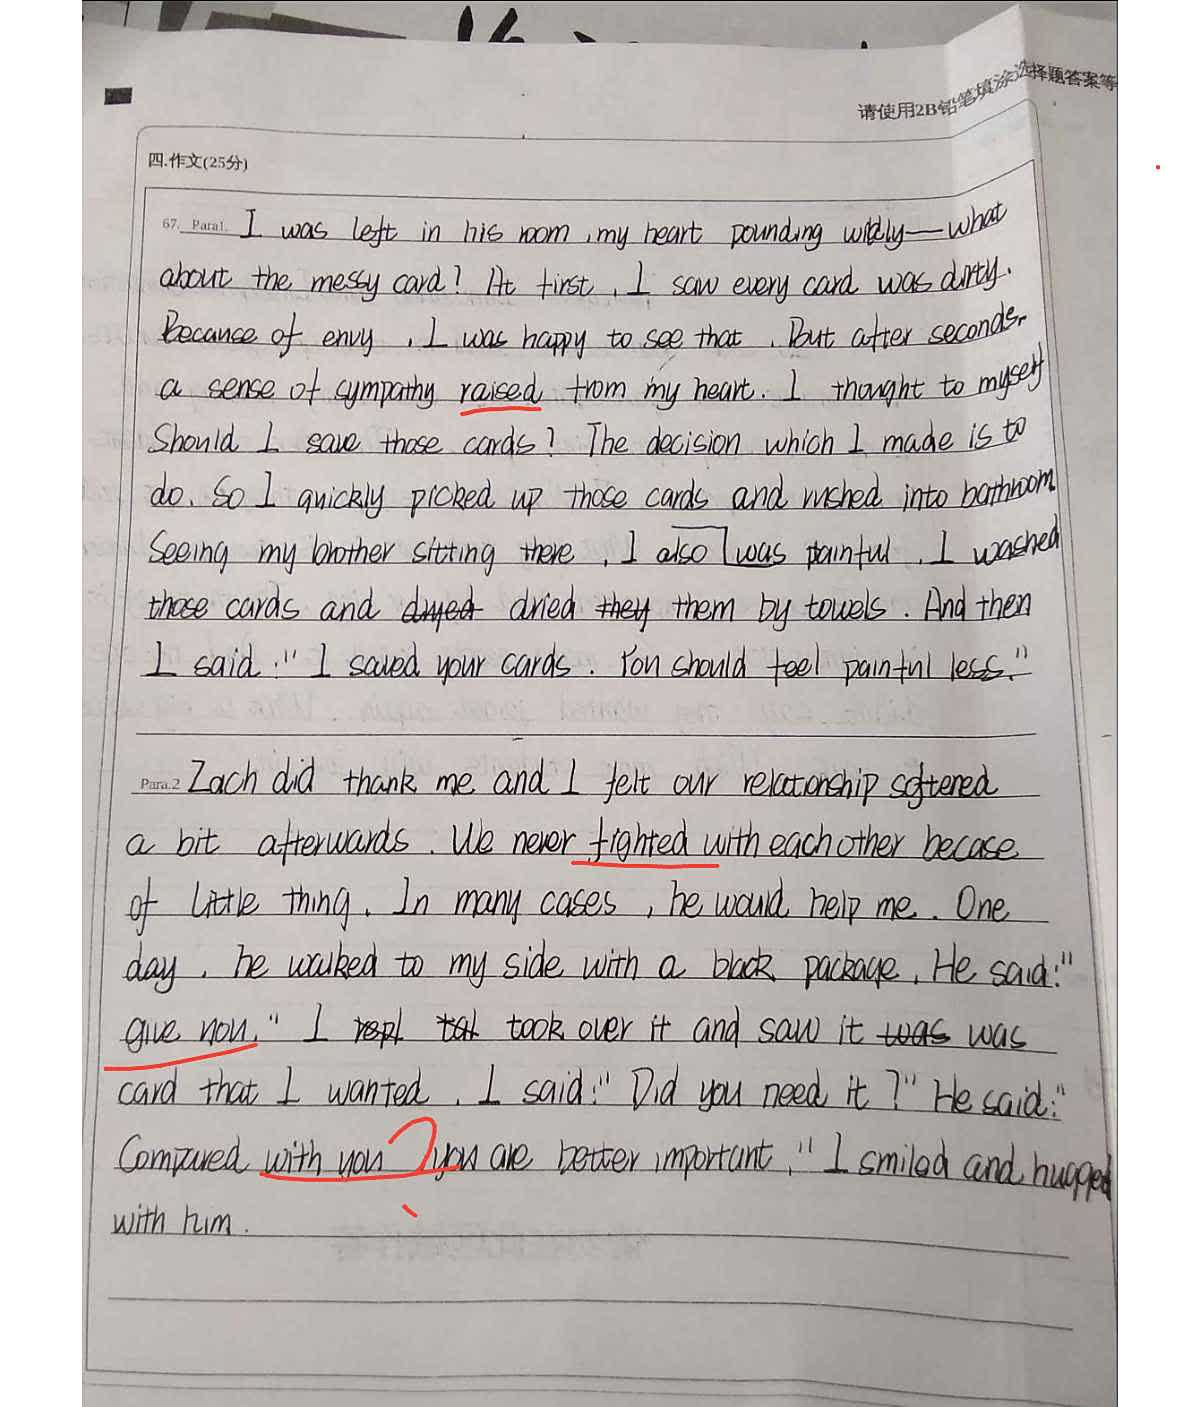 请使用2B铅笔填涂选择题答案等
四.作文(25分)
67. Para1. I was left in his room , my heart pounding wildly—what
about the messy card! At first , I saw every card was dirty.
Because of envy , I was happy to see that . But after seconds.
a sense of sympathy raised from my heart. I thought to myself
Should I save those cards? The decision which I made is to
do. So I quickly picked up those cards and rushed into bathroom
Seeing my brother sitting there , I also was painful . I washed
those cards and dryed dried they them by towels . And then
I said :" I saved your cards . You should feel painful less."
Para.2 Zach did thank me and I felt our relationship softered
a bit afterwards . We never fighted with each other becase
of little thing . In many cases , he would help me . One
day , he walked to my side with a black package . He said:"
give you." I repl tat took over it and saw it was was
card that I wanted . I said:" Did you need it ?" He said:"
Compared with you ? you are better important ." I smiled and hugged
with him .